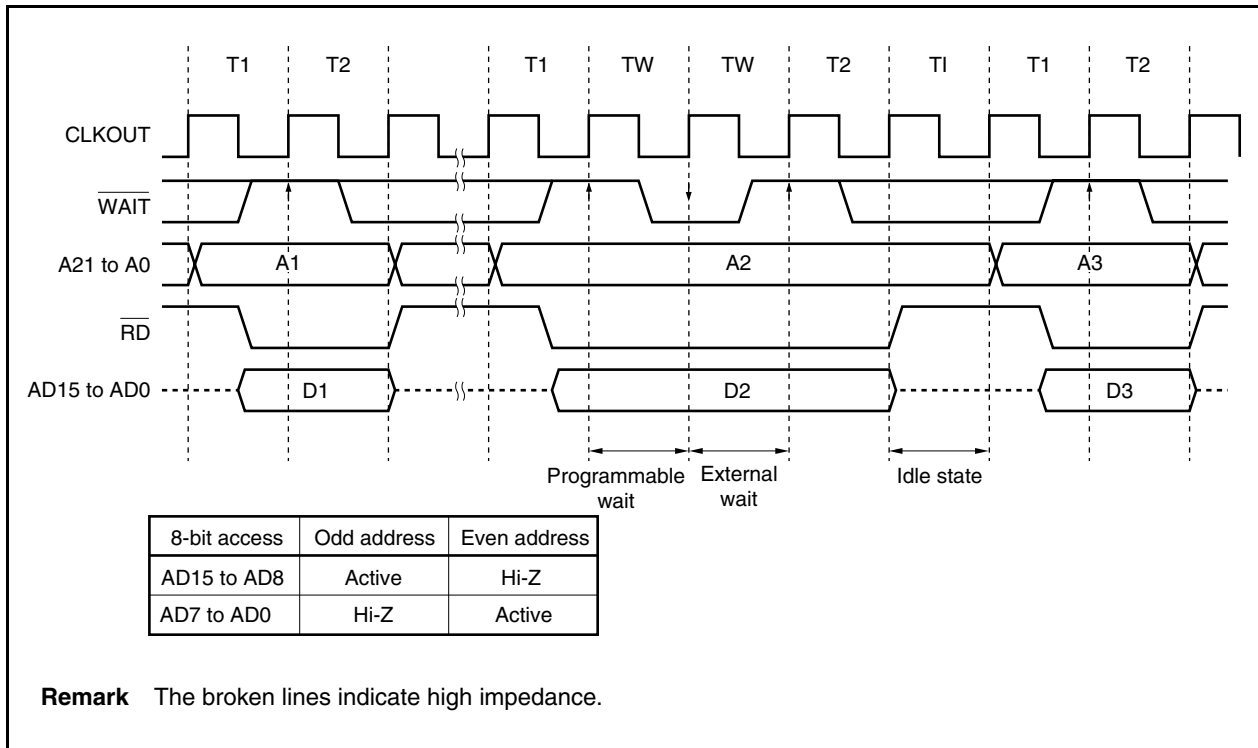 T1 T2 T1 TW TW T2 TI T1 T2
CLKOUT
WAIT
A21 to A0 A1 A2 A3
RD
AD15 to AD0 D1 D2 D3
Programmable wait
External wait
Idle state
8-bit access Odd address Even address
AD15 to AD8 Active Hi-Z
AD7 to AD0 Hi-Z Active
Remark The broken lines indicate high impedance.